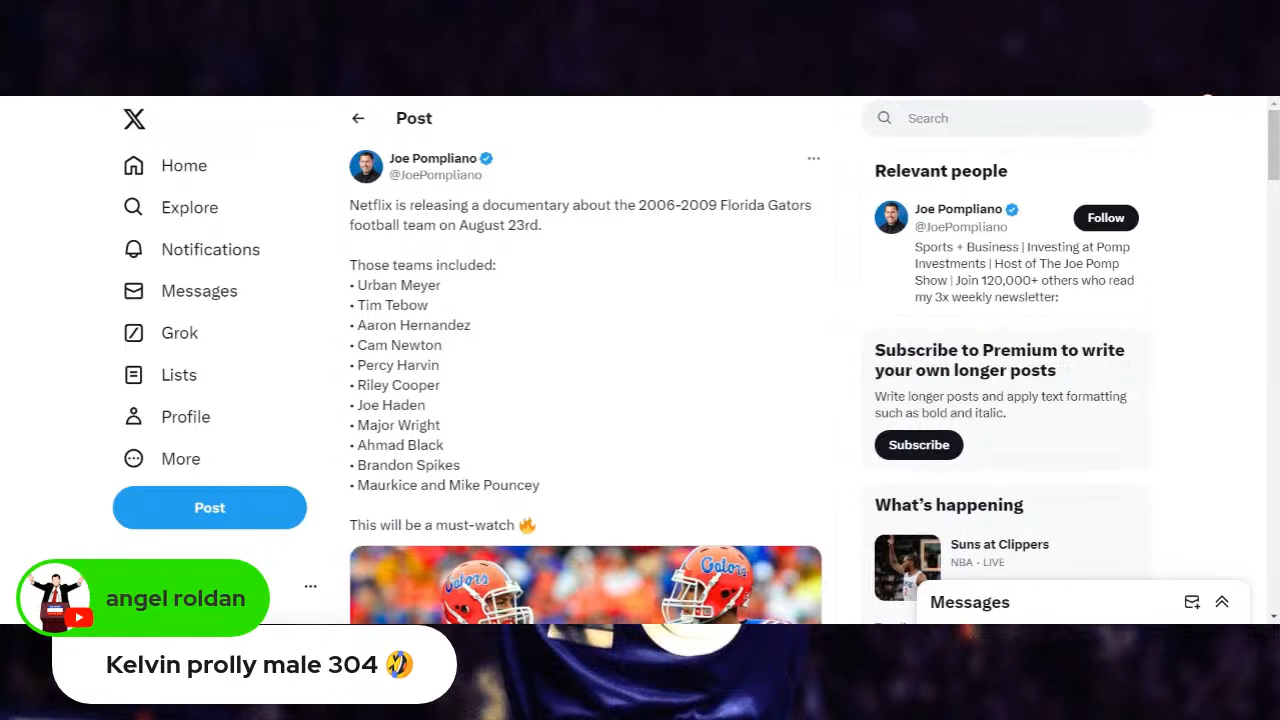 Home
Explore
Notifications
Messages
Grok
Lists
Profile
More
Post
Post
Joe Pompliano
@JoePompliano
Netflix is releasing a documentary about the 2006-2009 Florida Gators
football team on August 23rd.
Those teams included:
• Urban Meyer
• Tim Tebow
• Aaron Hernandez
• Cam Newton
• Percy Harvin
• Riley Cooper
• Joe Haden
• Major Wright
• Ahmad Black
• Brandon Spikes
• Maurkice and Mike Pouncey
This will be a must-watch 🔥
Gators
Gators
Search
Relevant people
Joe Pompliano
@JoePompliano
Follow
Sports + Business | Investing at Pomp
Investments | Host of The Joe Pomp
Show | Join 120,000+ others who read
my 3x weekly newsletter:
Subscribe to Premium to write
your own longer posts
Write longer posts and apply text formatting
such as bold and italic.
Subscribe
What's happening
Suns at Clippers
NBA · LIVE
Messages
angel roldan
Kelvin prolly male 304 🤣